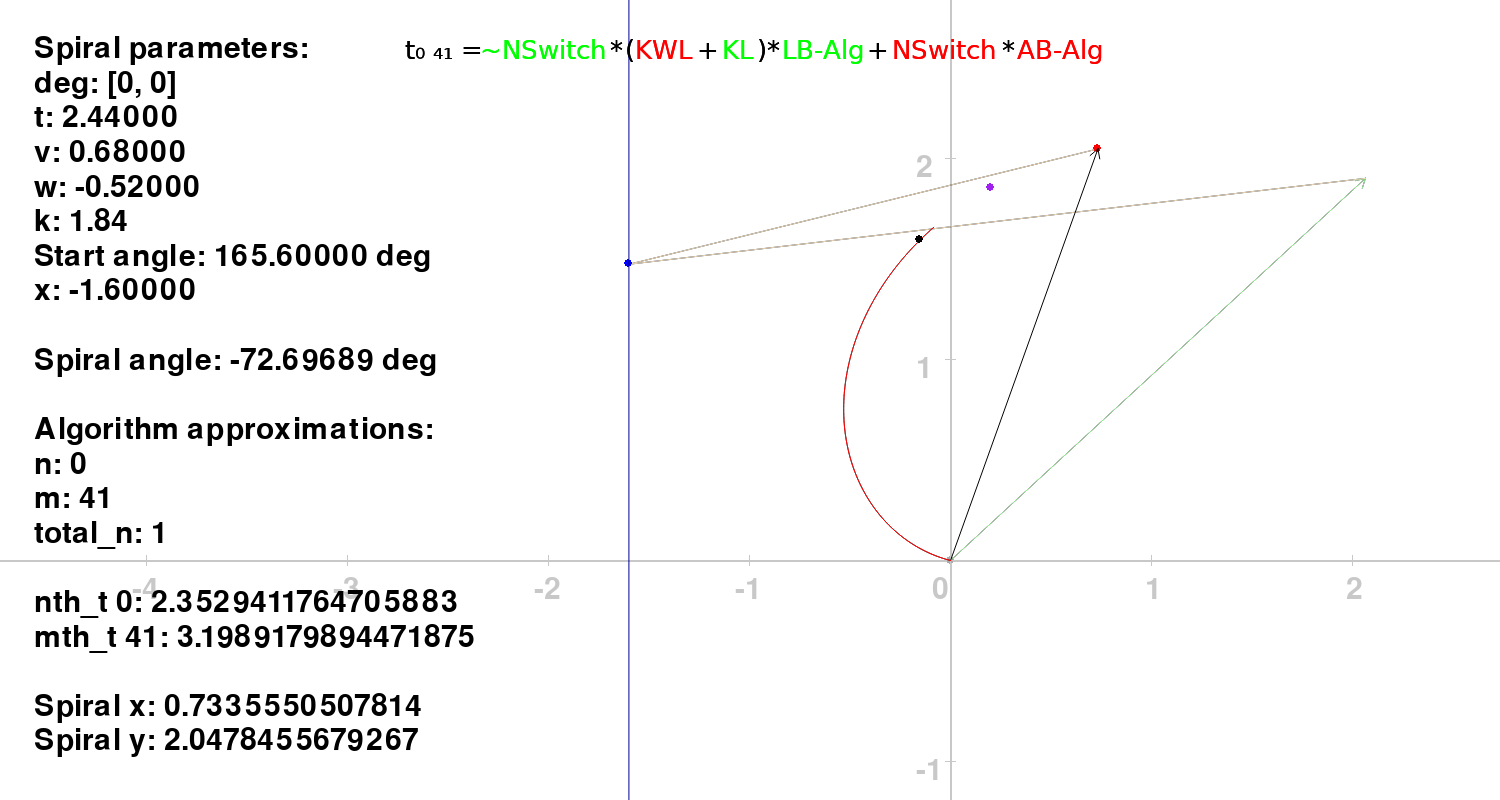 Spiral parameters:
t₀ ₄₁ =~NSwitch*(KWL+KL)*LB-Alg+NSwitch*AB-Alg
deg: [0, 0]
t: 2.44000
v: 0.68000
w: -0.52000
k: 1.84
Start angle: 165.60000 deg
x: -1.60000
Spiral angle: -72.69689 deg
Algorithm approximations:
n: 0
m: 41
total_n: 1
nth_t 0: 2.3529411764705883
mth_t 41: 3.1989179894471875
Spiral x: 0.7335550507814
Spiral y: 2.0478455679267
2
1
-4
-3
-2
-1
0
1
2
-1